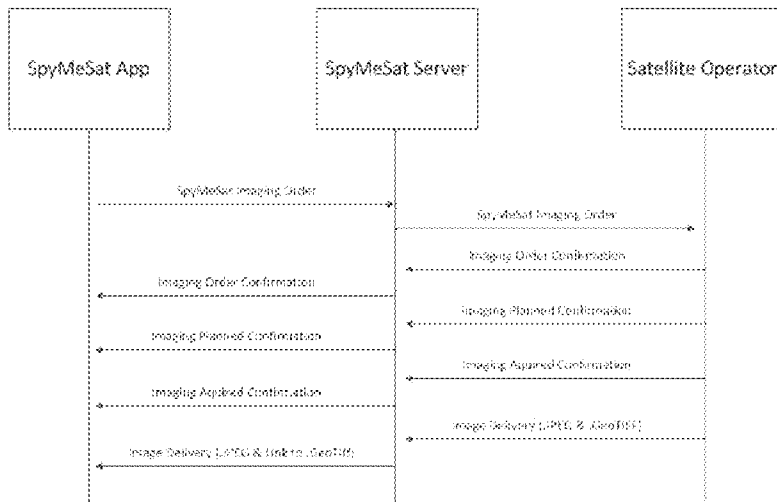 SpyMeSat App
SpyMeSat Server
Satellite Operator
SpyMeSat Imaging Order
SpyMeSat Imaging Order
Imaging Order Confirmation
Imaging Order Confirmation
Imaging Planned Confirmation
Imaging Planned Confirmation
Imaging Aquired Confirmation
Imaging Aquired Confirmation
Image Delivery (.JPEG & .GeoTiff)
Image Delivery (.JPEG & Link to .GeoTiff)